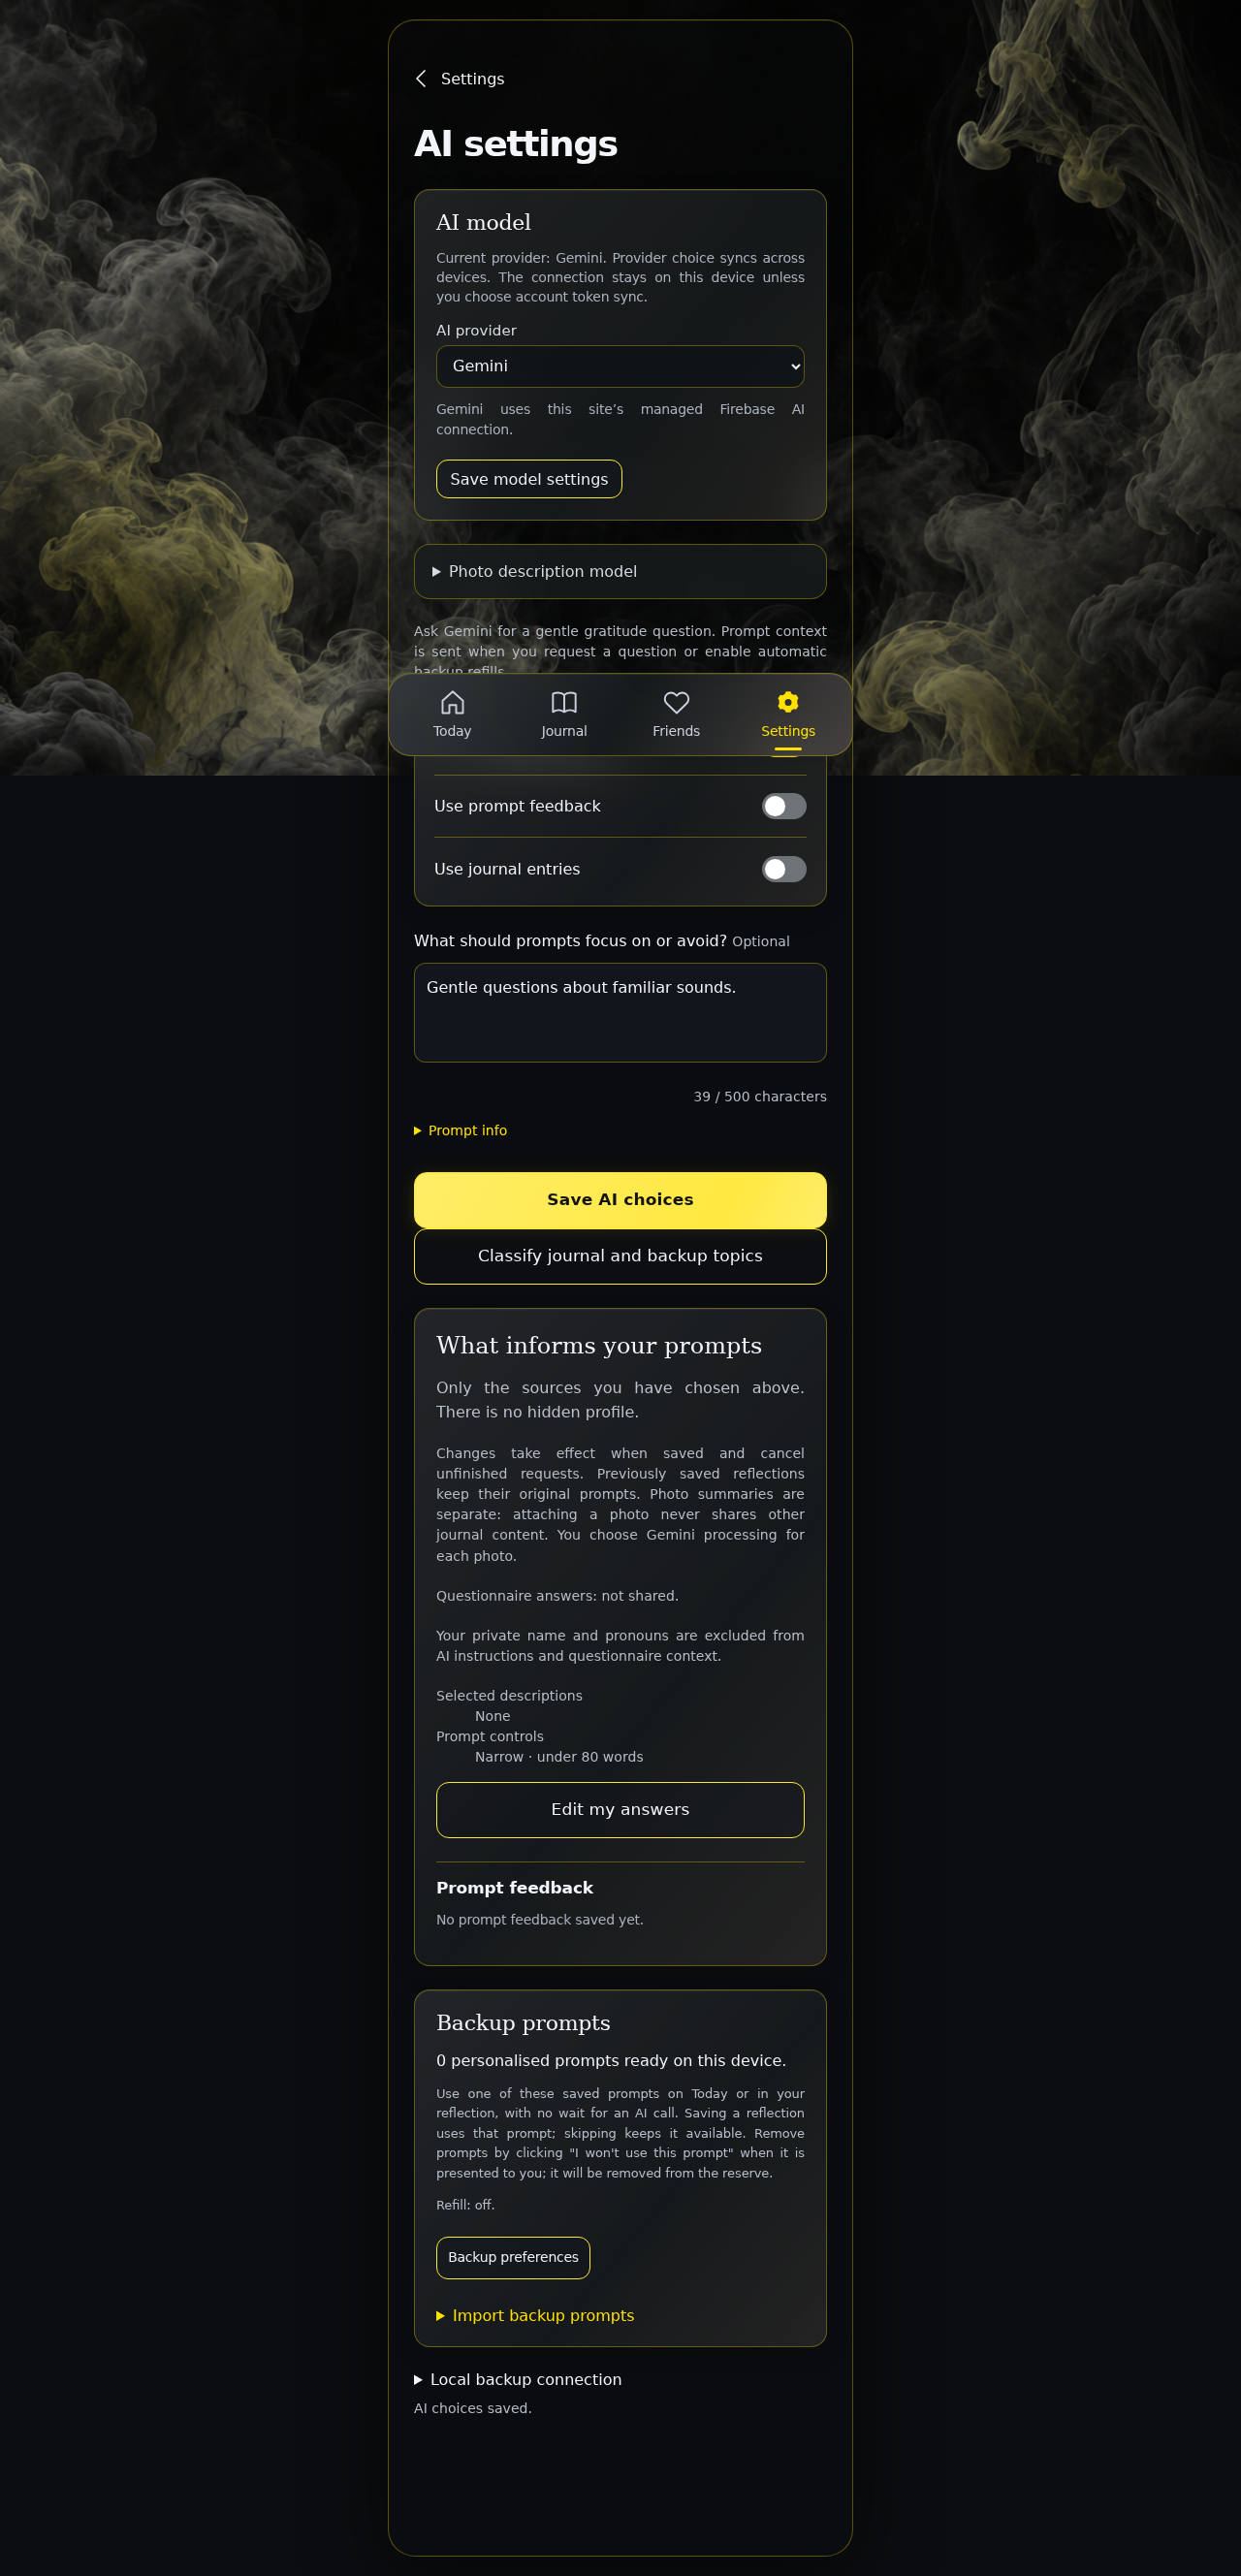 Settings
AI settings
AI model
Current provider: Gemini. Provider choice syncs across
devices. The connection stays on this device unless
you choose account token sync.
AI provider
Gemini
Gemini uses this site’s managed Firebase AI
connection.
Save model settings
Photo description model
Ask Gemini for a gentle gratitude question. Prompt context
is sent when you request a question or enable automatic
backup refills.
Today
Journal
Friends
Settings
Use prompt feedback
Use journal entries
What should prompts focus on or avoid? Optional
Gentle questions about familiar sounds.
39 / 500 characters
Prompt info
Save AI choices
Classify journal and backup topics
What informs your prompts
Only the sources you have chosen above.
There is no hidden profile.
Changes take effect when saved and cancel
unfinished requests. Previously saved reflections
keep their original prompts. Photo summaries are
separate: attaching a photo never shares other
journal content. You choose Gemini processing for
each photo.
Questionnaire answers: not shared.
Your private name and pronouns are excluded from
AI instructions and questionnaire context.
Selected descriptions
None
Prompt controls
Narrow · under 80 words
Edit my answers
Prompt feedback
No prompt feedback saved yet.
Backup prompts
0 personalised prompts ready on this device.
Use one of these saved prompts on Today or in your
reflection, with no wait for an AI call. Saving a reflection
uses that prompt; skipping keeps it available. Remove
prompts by clicking "I won't use this prompt" when it is
presented to you; it will be removed from the reserve.
Refill: off.
Backup preferences
Import backup prompts
Local backup connection
AI choices saved.